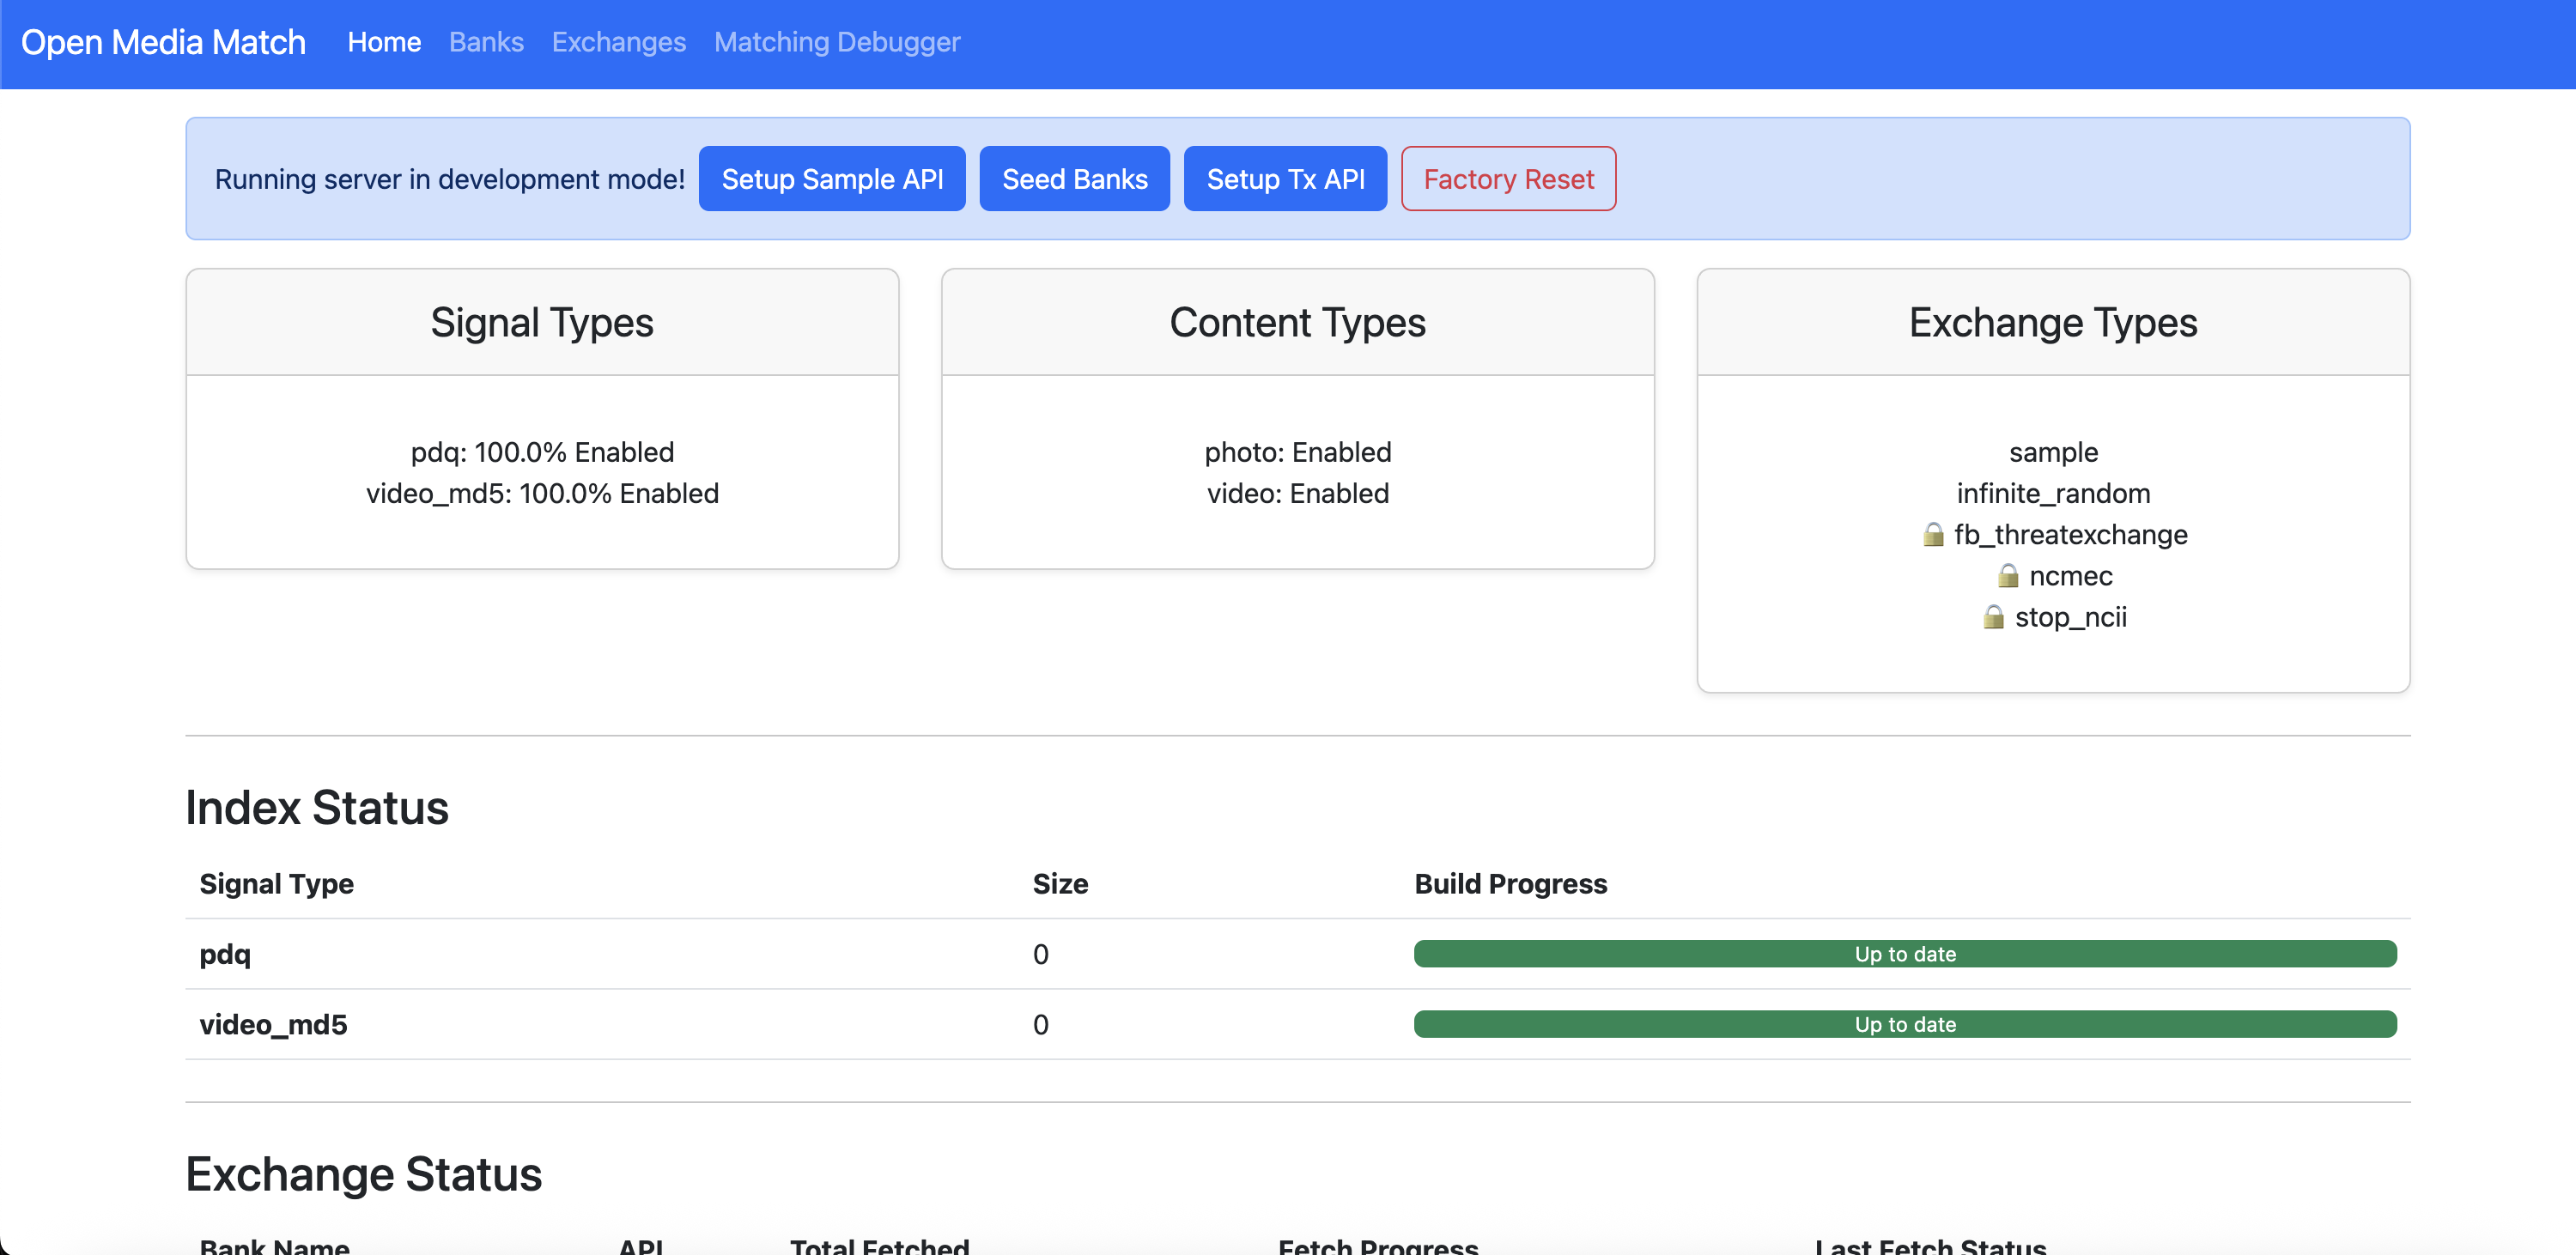 Open Media Match Home Banks Exchanges Matching Debugger
Running server in development mode! Setup Sample API Seed Banks Setup Tx API Factory Reset
Signal Types
pdq: 100.0% Enabled
video_md5: 100.0% Enabled
Content Types
photo: Enabled
video: Enabled
Exchange Types
sample
infinite_random
🔒 fb_threatexchange
🔒 ncmec
🔒 stop_ncii
Index Status
Signal Type Size Build Progress
pdq 0 Up to date
video_md5 0 Up to date
Exchange Status
Bank Name API Total Fetched Fetch Progress Last Fetch Status